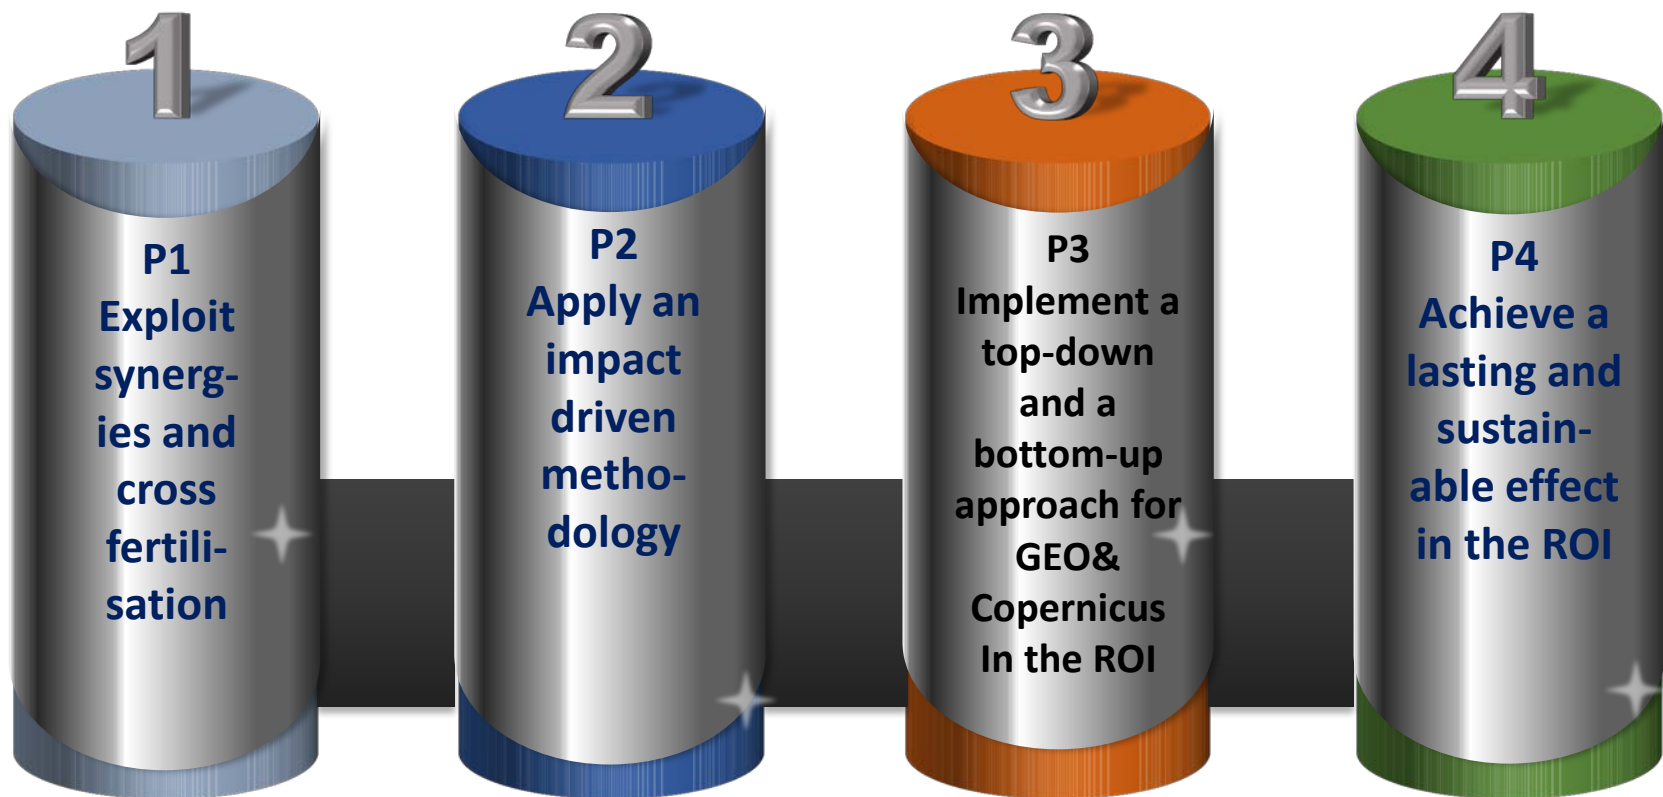 1
P1
Exploit
synerg-
ies and
cross
fertili-
sation
2
P2
Apply an
impact
driven
metho-
dology
3
P3
Implement a
top-down
and a
bottom-up
approach for
GEO&
Copernicus
In the ROI
4
P4
Achieve a
lasting and
sustain-
able effect
in the ROI